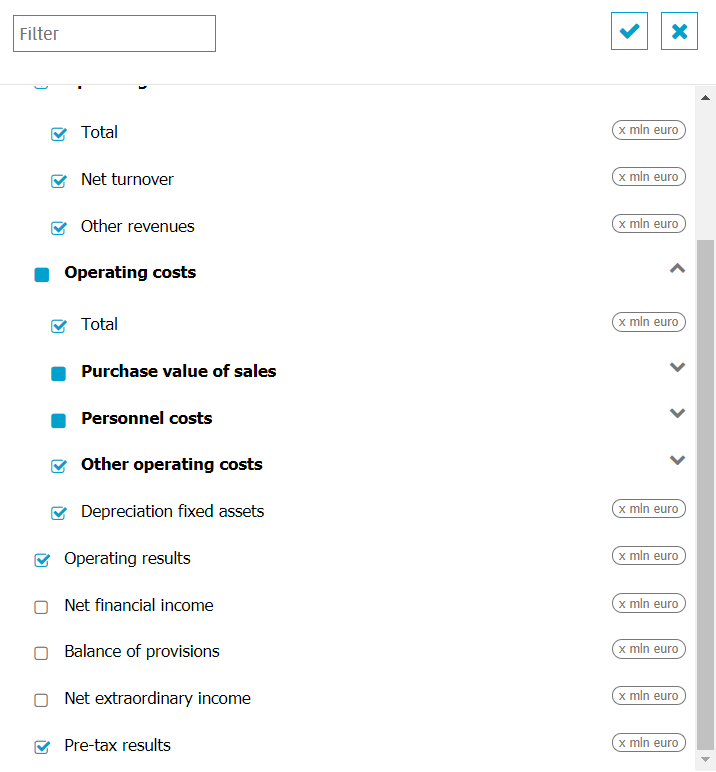 Filter
Total
x mln euro
Net turnover
x mln euro
Other revenues
x mln euro
Operating costs
Total
x mln euro
Purchase value of sales
Personnel costs
Other operating costs
Depreciation fixed assets
x mln euro
Operating results
x mln euro
Net financial income
x mln euro
Balance of provisions
x mln euro
Net extraordinary income
x mln euro
Pre-tax results
x mln euro